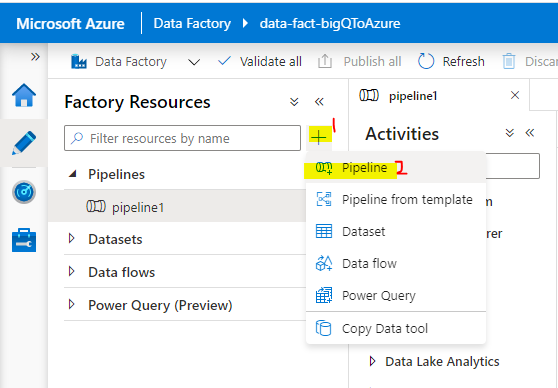 Microsoft Azure Data Factory data-fact-bigQToAzure
Data Factory Validate all Publish all Refresh Discar
Factory Resources
pipeline1
Filter resources by name
1
Activities
Pipelines
Pipeline 2
pipeline1
Pipeline from template
m
Datasets
Dataset
rer
Data flows
Data flow
Power Query (Preview)
Power Query
Copy Data tool
Data Lake Analytics